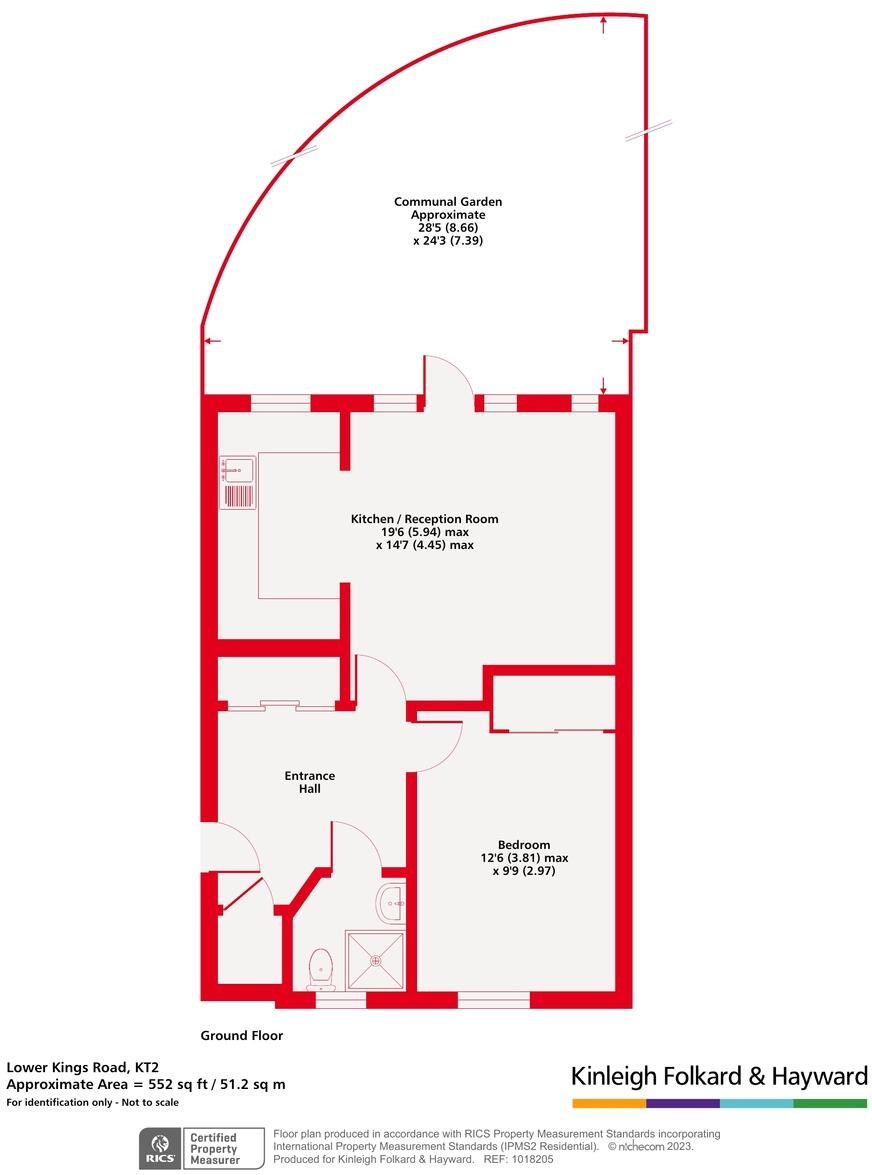 Communal Garden
Approximate
28'5 (8.66)
x 24'3 (7.39)
Kitchen / Reception Room
19'6 (5.94) max
x 14'7 (4.45) max
Entrance
Hall
Bedroom
12'6 (3.81) max
x 9'9 (2.97)
Ground Floor
Lower Kings Road, KT2
Approximate Area = 552 sq ft / 51.2 sq m
For identification only - Not to scale
Kinleigh Folkard & Hayward
RICS
Certified
Property
Measurer
Floor plan produced in accordance with RICS Property Measurement Standards incorporating
International Property Measurement Standards (IPMS2 Residential). © nichecom 2023.
Produced for Kinleigh Folkard & Hayward. REF: 1018205